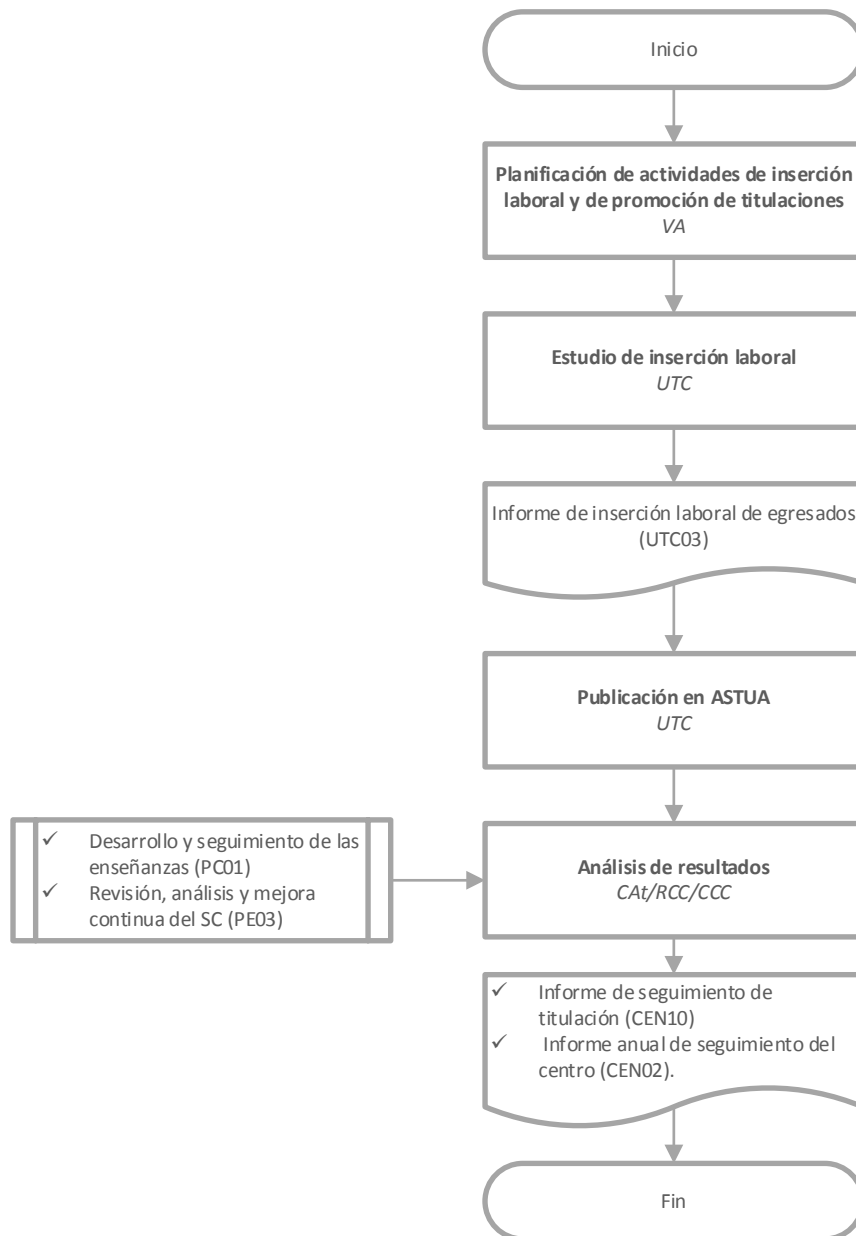 Inicio
Planificación de actividades de inserción
laboral y de promoción de titulaciones
VA
Estudio de inserción laboral
UTC
Informe de inserción laboral de egresados
(UTC03)
Publicación en ASTUA
UTC
✓ Desarrollo y seguimiento de las
enseñanzas (PC01)
✓ Revisión, análisis y mejora
continua del SC (PE03)
Análisis de resultados
CAt/RCC/CCC
✓ Informe de seguimiento de
titulación (CEN10)
✓ Informe anual de seguimiento del
centro (CEN02).
Fin